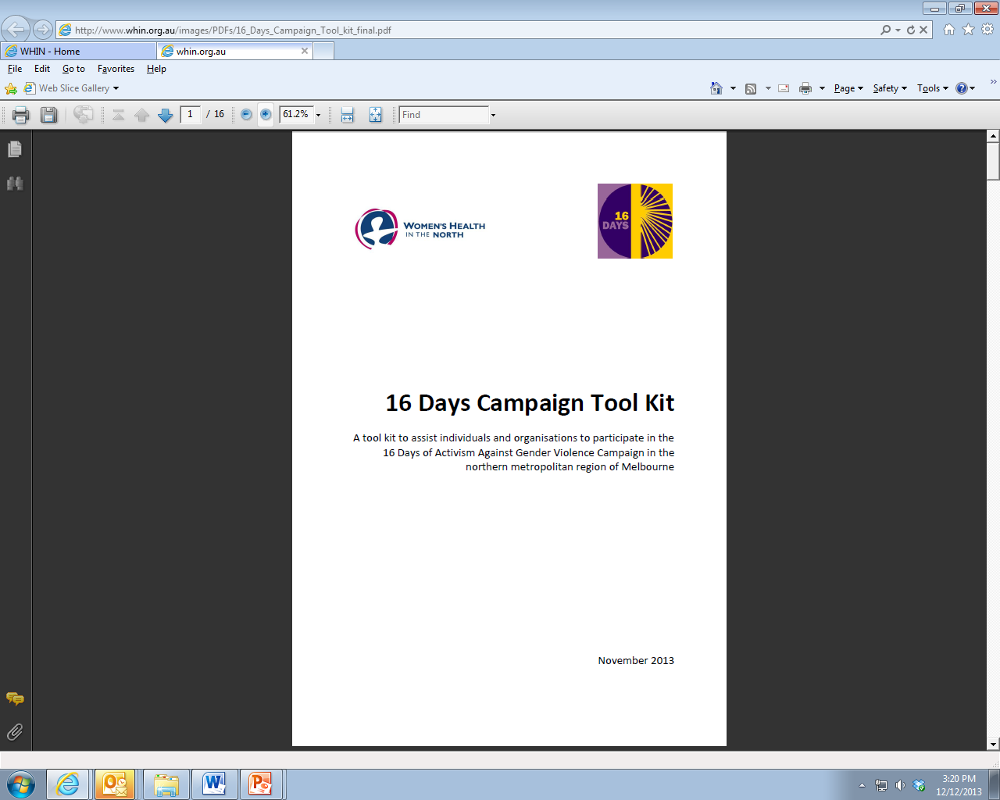 http://www.whin.org.au/images/PDFs/16_Days_Campaign_Tool_kit_final.pdf
WHIN - Home
whin.org.au
File Edit Go to Favorites Help
Web Slice Gallery
Page Safety Tools
1 / 16 61.2% Find
WOMEN'S HEALTH
IN THE NORTH
16
DAYS
16 Days Campaign Tool Kit
A tool kit to assist individuals and organisations to participate in the
16 Days of Activism Against Gender Violence Campaign in the
northern metropolitan region of Melbourne
November 2013
3:20 PM
12/12/2013